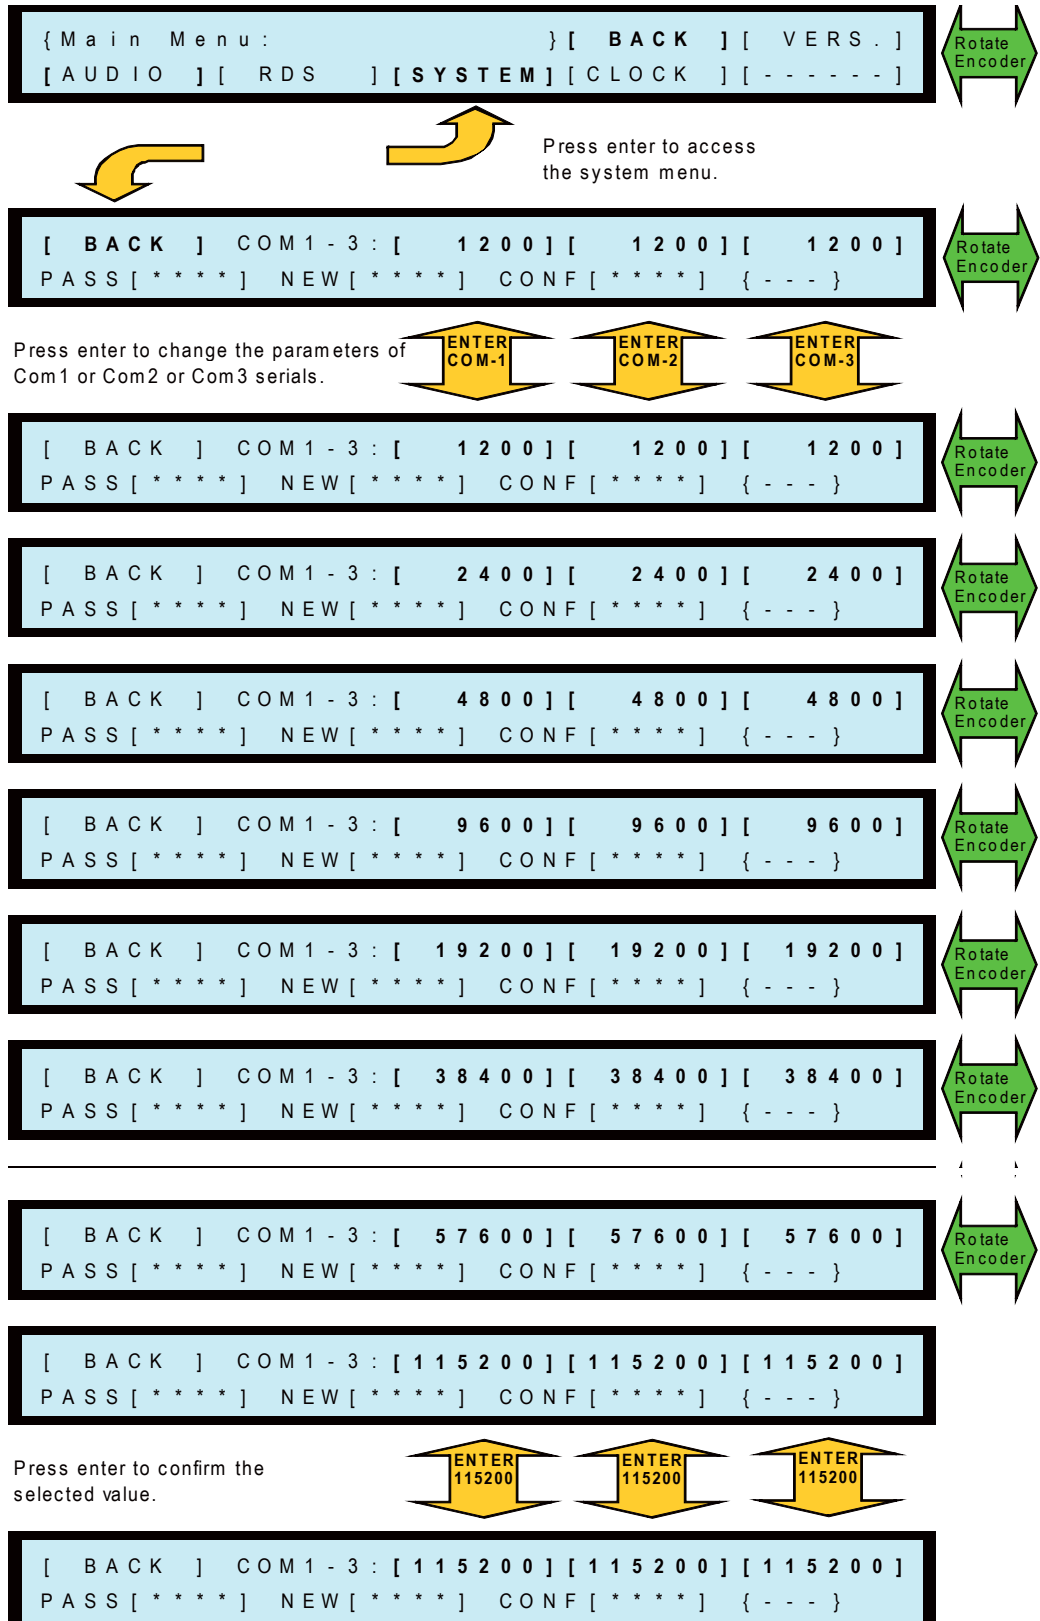 {Main Menu: }[ BACK ][ VERS.]
[AUDIO ][ RDS ][SYSTEM][CLOCK ][------]
Rotate
Encoder
Press enter to access
the system menu.
[ BACK ] COM1-3:[ 1200][ 1200][ 1200]
PASS[****] NEW[****] CONF[****] {---}
Rotate
Encoder
Press enter to change the parameters of
Com1 or Com2 or Com3 serials.
ENTER
COM-1
ENTER
COM-2
ENTER
COM-3
[ BACK ] COM1-3:[ 1200][ 1200][ 1200]
PASS[****] NEW[****] CONF[****] {---}
Rotate
Encoder
[ BACK ] COM1-3:[ 2400][ 2400][ 2400]
PASS[****] NEW[****] CONF[****] {---}
Rotate
Encoder
[ BACK ] COM1-3:[ 4800][ 4800][ 4800]
PASS[****] NEW[****] CONF[****] {---}
Rotate
Encoder
[ BACK ] COM1-3:[ 9600][ 9600][ 9600]
PASS[****] NEW[****] CONF[****] {---}
Rotate
Encoder
[ BACK ] COM1-3:[ 19200][ 19200][ 19200]
PASS[****] NEW[****] CONF[****] {---}
Rotate
Encoder
[ BACK ] COM1-3:[ 38400][ 38400][ 38400]
PASS[****] NEW[****] CONF[****] {---}
Rotate
Encoder
[ BACK ] COM1-3:[ 57600][ 57600][ 57600]
PASS[****] NEW[****] CONF[****] {---}
Rotate
Encoder
[ BACK ] COM1-3:[115200][115200][115200]
PASS[****] NEW[****] CONF[****] {---}
Press enter to confirm the
selected value.
ENTER
115200
ENTER
115200
ENTER
115200
[ BACK ] COM1-3:[115200][115200][115200]
PASS[****] NEW[****] CONF[****] {---}